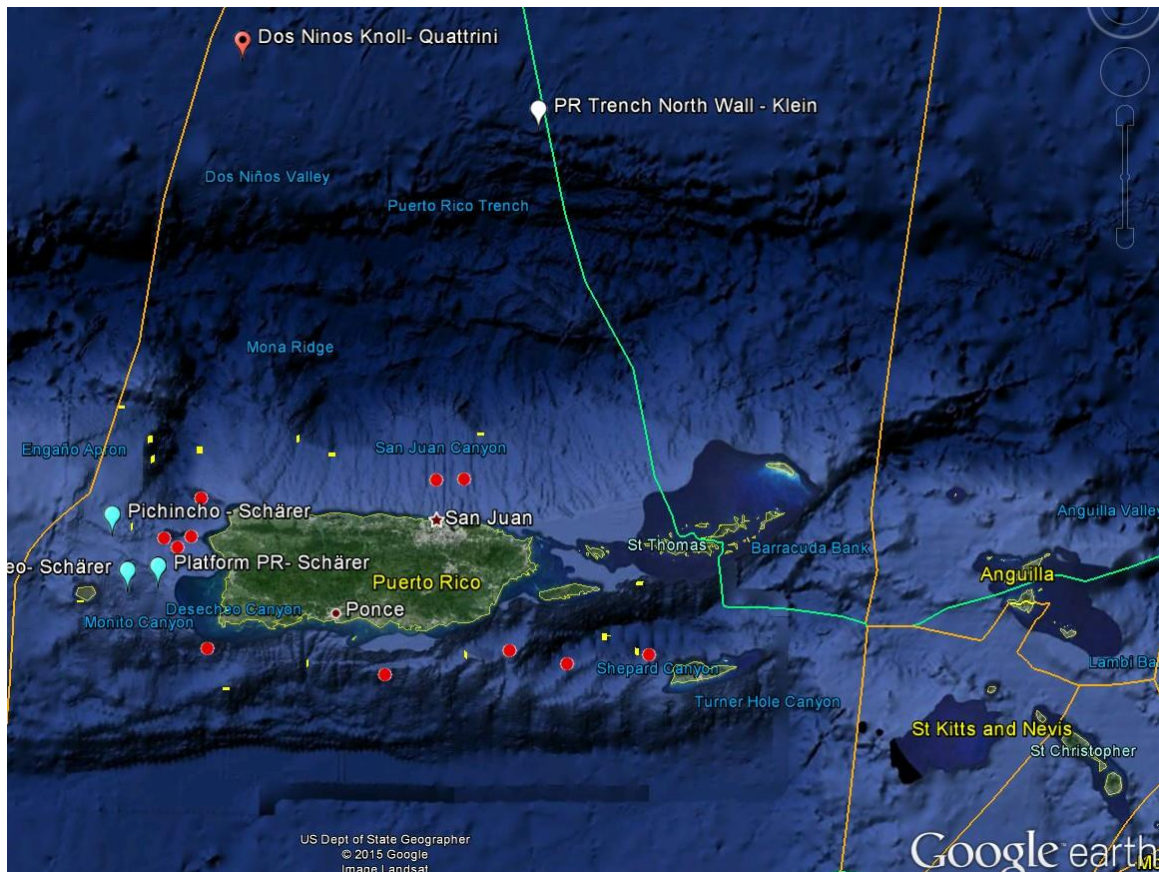 Dos Ninos Knoll- Quattrini
PR Trench North Wall - Klein
Dos Niños Valley
Puerto Rico Trench
Mona Ridge
Engaño Apron
San Juan Canyon
Pichincho - Schärer
San Juan
Anguilla Valley
St Thomas
Barracuda Bank
eo- Schärer
Platform PR- Schärer
Puerto Rico
Anguilla
Desecheo Canyon
Ponce
Monito Canyon
Shepard Canyon
Lambi Ba
Turner Hole Canyon
St Kitts and Nevis
St Christopher
US Dept of State Geographer
© 2015 Google
Image Landsat
Google earth
Mo